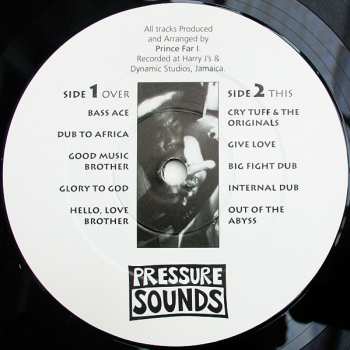 All tracks Produced
and Arranged by
Prince Far I.
Recorded at Harry J's &
Dynamic Studios, Jamaica.
SIDE 1 OVER
BASS ACE
DUB TO AFRICA
GOOD MUSIC
BROTHER
GLORY TO GOD
HELLO, LOVE
BROTHER
SIDE 2 THIS
CRY TUFF & THE
ORIGINALS
GIVE LOVE
BIG FIGHT DUB
INTERNAL DUB
OUT OF THE
ABYSS
PRESSURE
SOUNDS